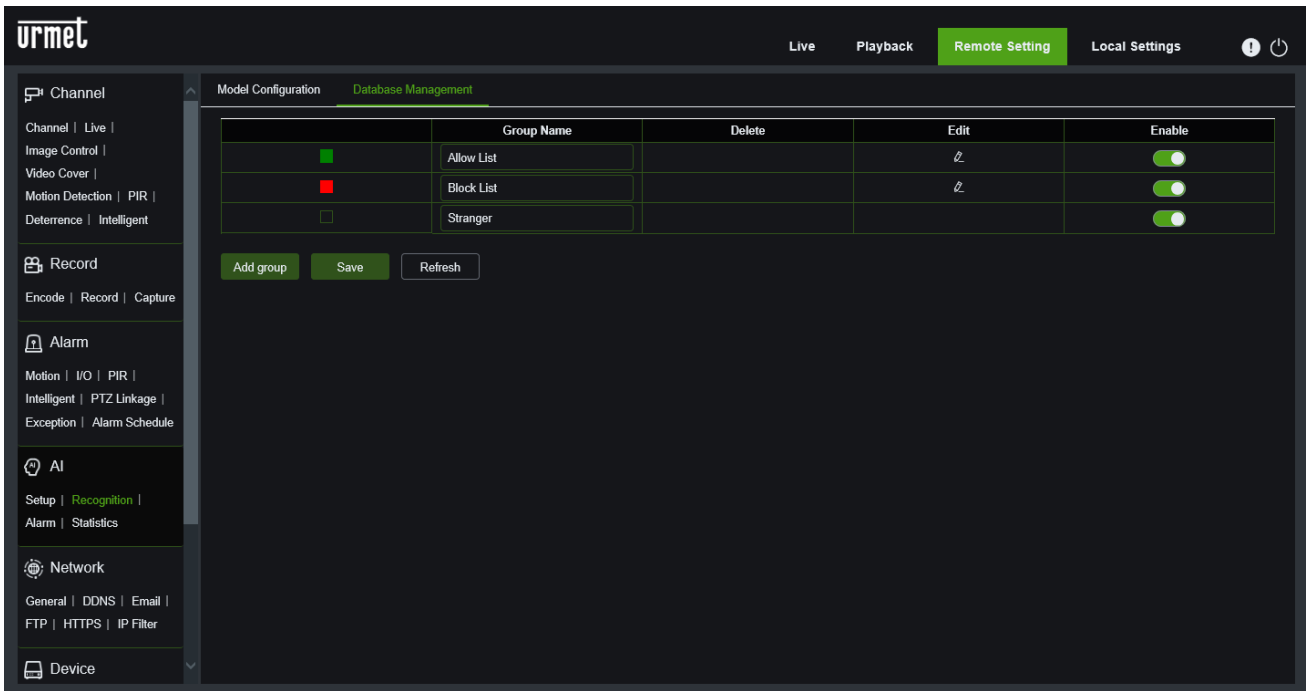 urmet
Live Playback Remote Setting Local Settings
Channel
Channel | Live |
Image Control |
Video Cover |
Motion Detection | PIR |
Deterrence | Intelligent
Record
Encode | Record | Capture
Alarm
Motion | I/O | PIR |
Intelligent | PTZ Linkage |
Exception | Alarm Schedule
AI
Setup | Recognition |
Alarm | Statistics
Network
General | DDNS | Email |
FTP | HTTPS | IP Filter
Device
Model Configuration Database Management
Group Name Delete Edit Enable
Allow List
Block List
Stranger
Add group Save Refresh